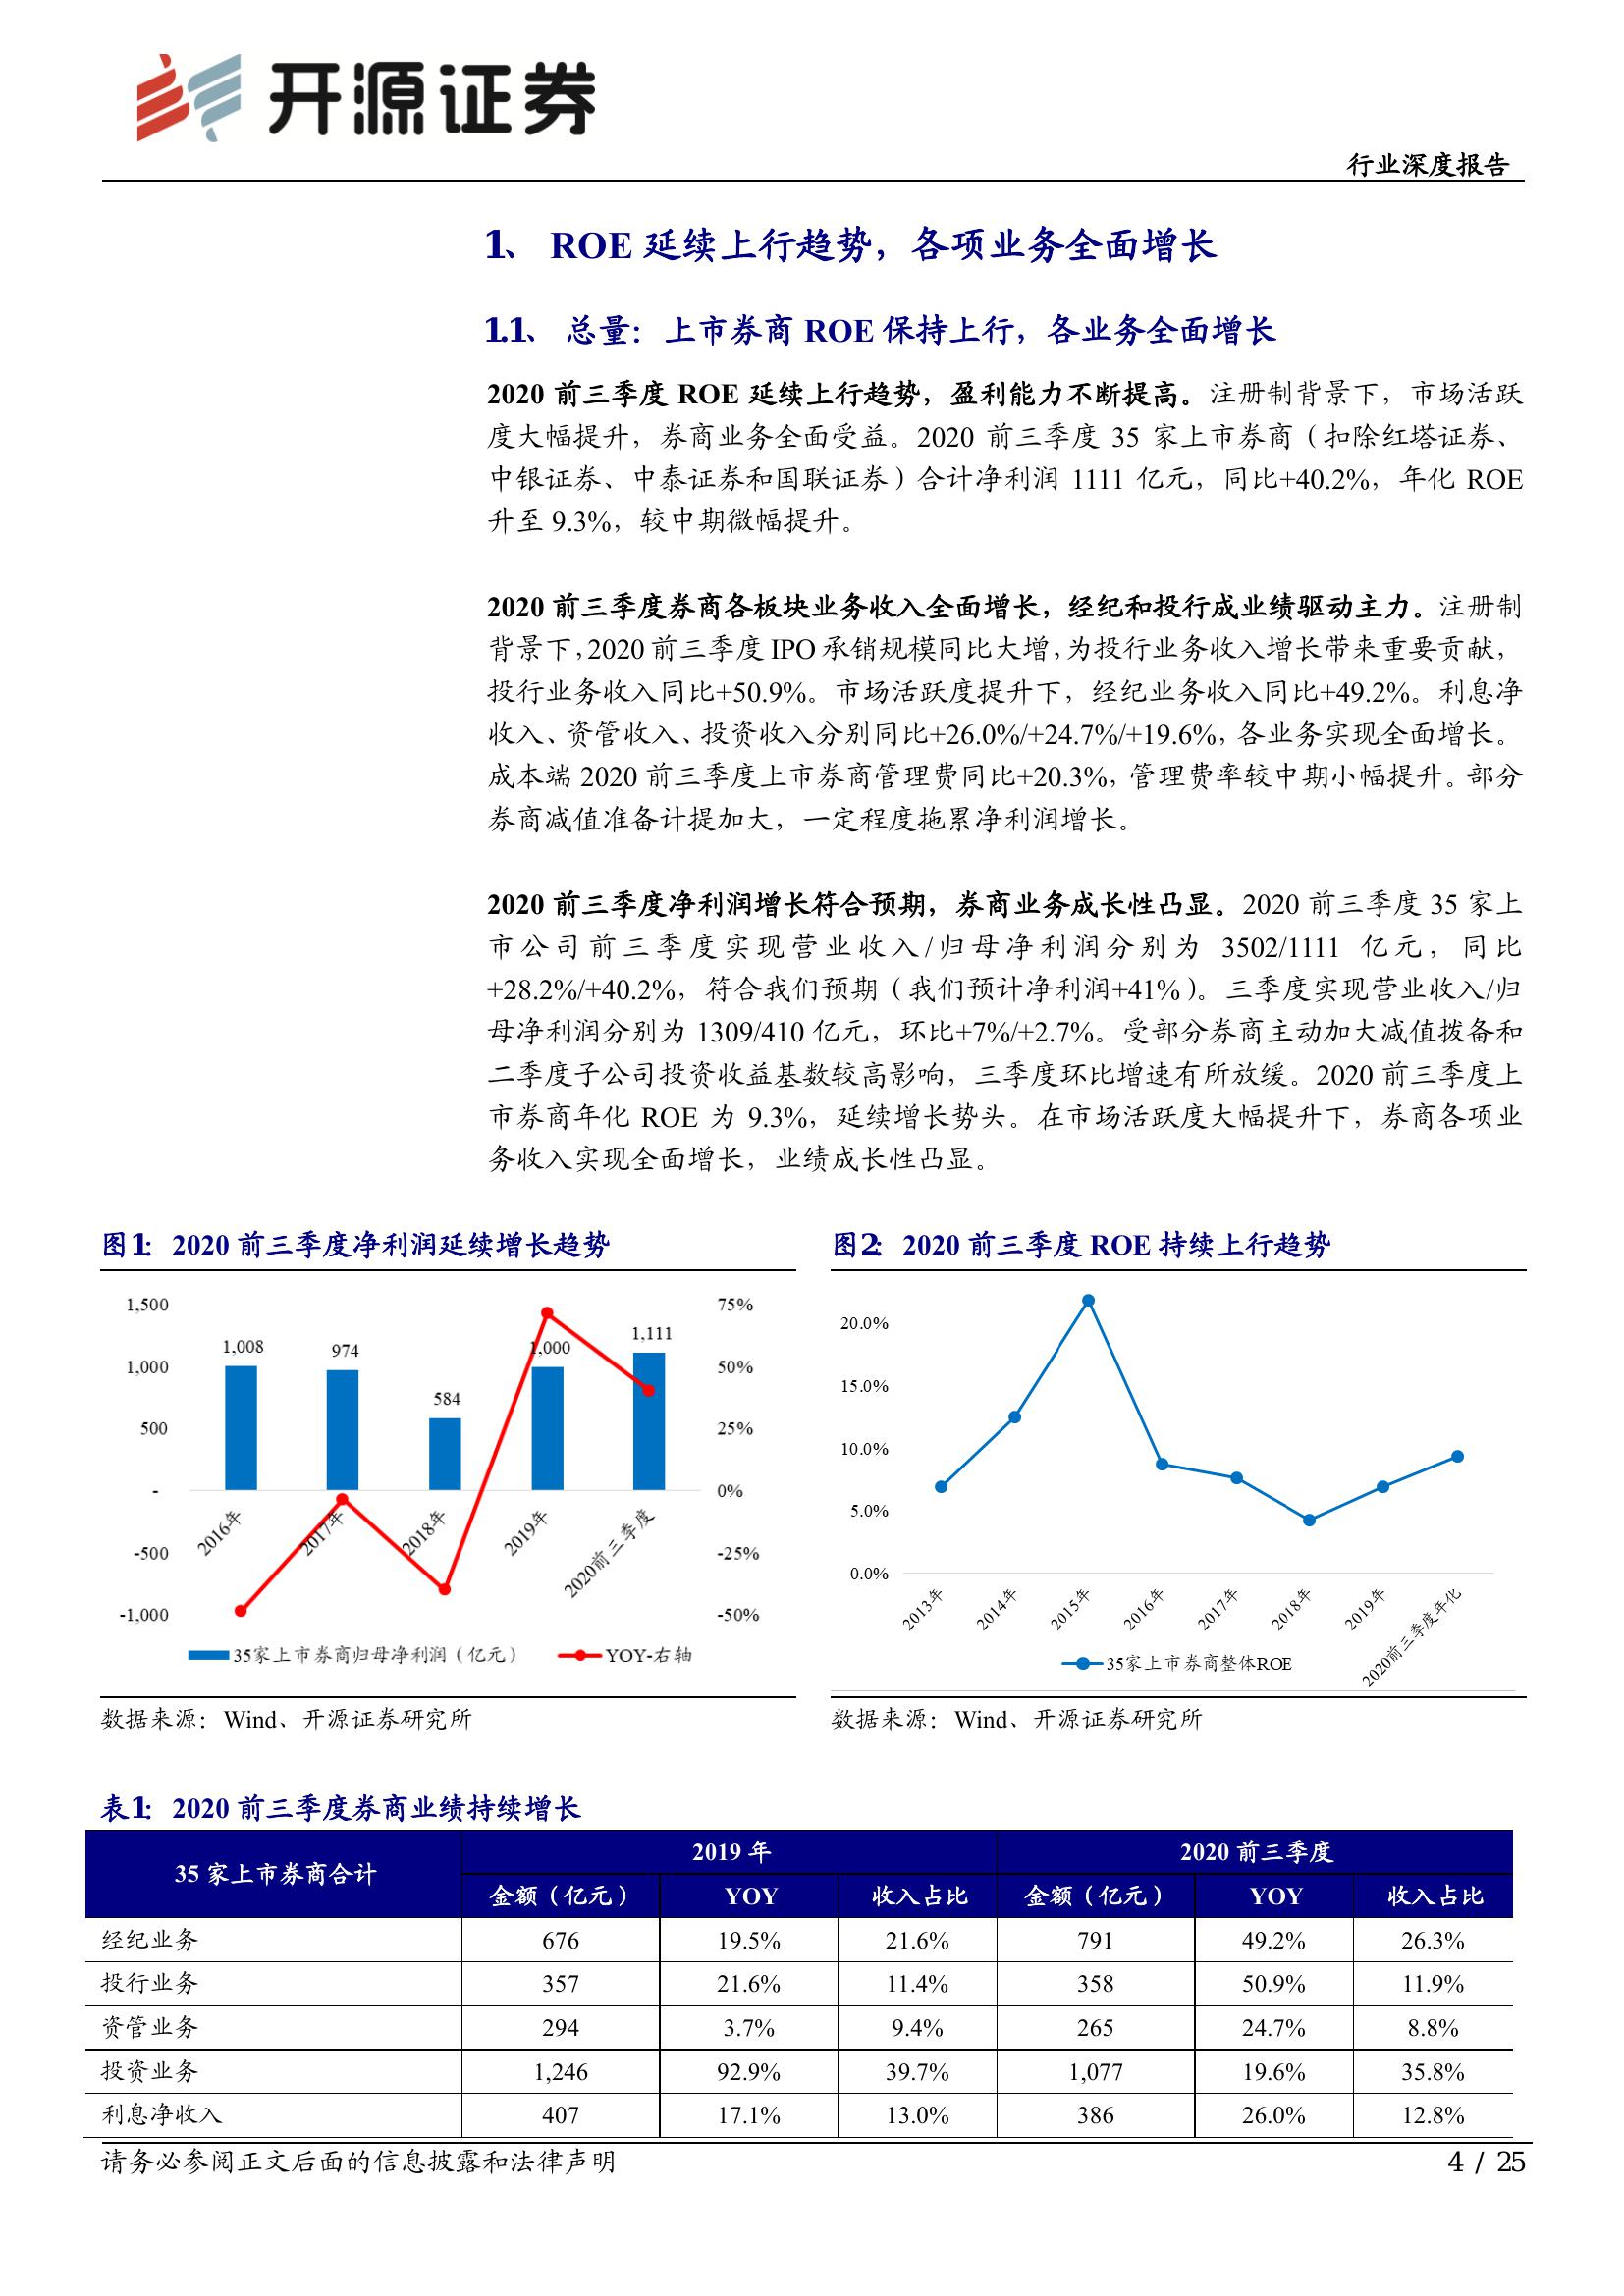 开源证券
行业深度报告
1、 ROE 延续上行趋势，各项业务全面增长
1.1、 总量：上市券商 ROE 保持上行，各业务全面增长
2020 前三季度 ROE 延续上行趋势，盈利能力不断提高。注册制背景下，市场活跃
度大幅提升，券商业务全面受益。2020 前三季度 35 家上市券商（扣除红塔证券、
中银证券、中泰证券和国联证券）合计净利润 1111 亿元，同比+40.2%，年化 ROE
升至 9.3%，较中期微幅提升。
2020 前三季度券商各板块业务收入全面增长，经纪和投行成业绩驱动主力。注册制
背景下，2020 前三季度 IPO 承销规模同比大增，为投行业务收入增长带来重要贡献，
投行业务收入同比+50.9%。市场活跃度提升下，经纪业务收入同比+49.2%。利息净
收入、资管收入、投资收入分别同比+26.0%/+24.7%/+19.6%，各业务实现全面增长。
成本端 2020 前三季度上市券商管理费同比+20.3%，管理费率较中期小幅提升。部分
券商减值准备计提加大，一定程度拖累净利润增长。
2020 前三季度净利润增长符合预期，券商业务成长性凸显。2020 前三季度 35 家上
市公司前三季度实现营业收入/归母净利润分别为 3502/1111 亿元，同比
+28.2%/+40.2%，符合我们预期（我们预计净利润+41%）。三季度实现营业收入/归
母净利润分别为 1309/410 亿元，环比+7%/+2.7%。受部分券商主动加大减值拨备和
二季度子公司投资收益基数较高影响，三季度环比增速有所放缓。2020 前三季度上
市券商年化 ROE 为 9.3%，延续增长势头。在市场活跃度大幅提升下，券商各项业
务收入实现全面增长，业绩成长性凸显。
图1： 2020 前三季度净利润延续增长趋势
1,500
1,000
500
-
-500
-1,000
1,008
974
584
1,000
1,111
75%
50%
25%
0%
-25%
-50%
2016年
2017年
2018年
2019年
2020前三季度
35家上市券商归母净利润（亿元）
YOY-右轴
数据来源：Wind、开源证券研究所
图2： 2020 前三季度 ROE 持续上行趋势
20.0%
15.0%
10.0%
5.0%
0.0%
2013年
2014年
2015年
2016年
2017年
2018年
2019年
2020前三季度年化
35家上市券商整体ROE
数据来源：Wind、开源证券研究所
表1： 2020 前三季度券商业绩持续增长
35 家上市券商合计 2019 年 2020 前三季度
金额（亿元） YOY 收入占比 金额（亿元） YOY 收入占比
经纪业务 676 19.5% 21.6% 791 49.2% 26.3%
投行业务 357 21.6% 11.4% 358 50.9% 11.9%
资管业务 294 3.7% 9.4% 265 24.7% 8.8%
投资业务 1,246 92.9% 39.7% 1,077 19.6% 35.8%
利息净收入 407 17.1% 13.0% 386 26.0% 12.8%
请务必参阅正文后面的信息披露和法律声明 4 / 25